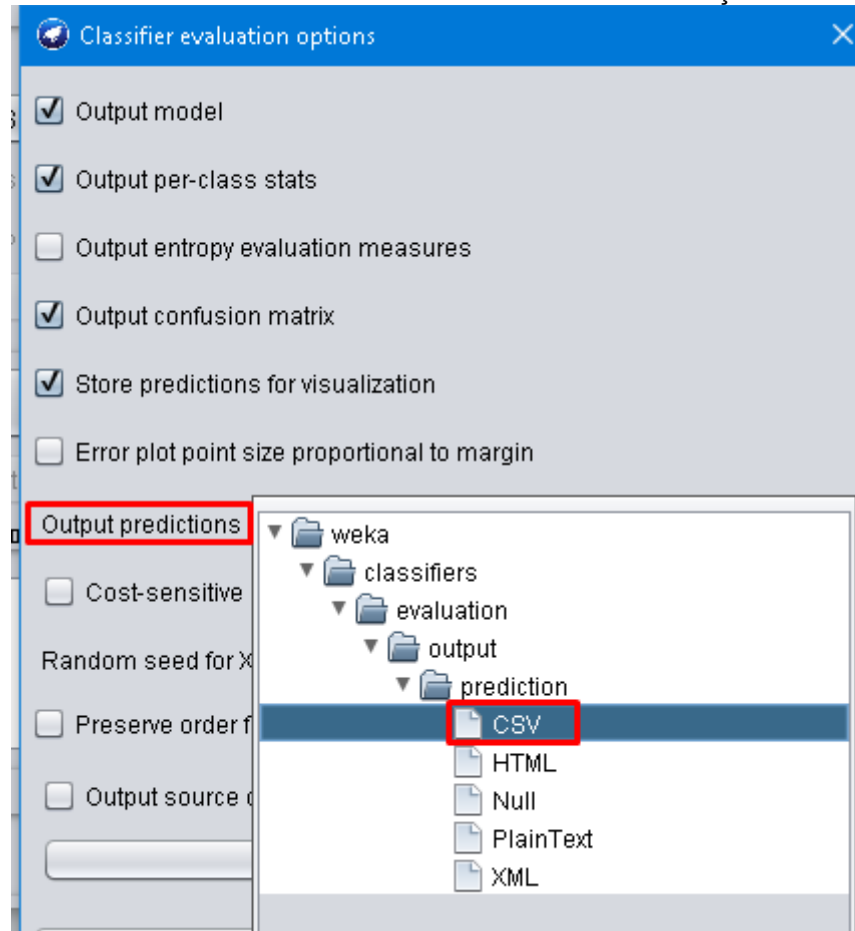 Classifier evaluation options
Output model
Output per-class stats
Output entropy evaluation measures
Output confusion matrix
Store predictions for visualization
Error plot point size proportional to margin
Output predictions
weka
classifiers
Cost-sensitive
evaluation
output
Random seed for X
prediction
Preserve order f
CSV
HTML
Output source
Null
PlainText
XML